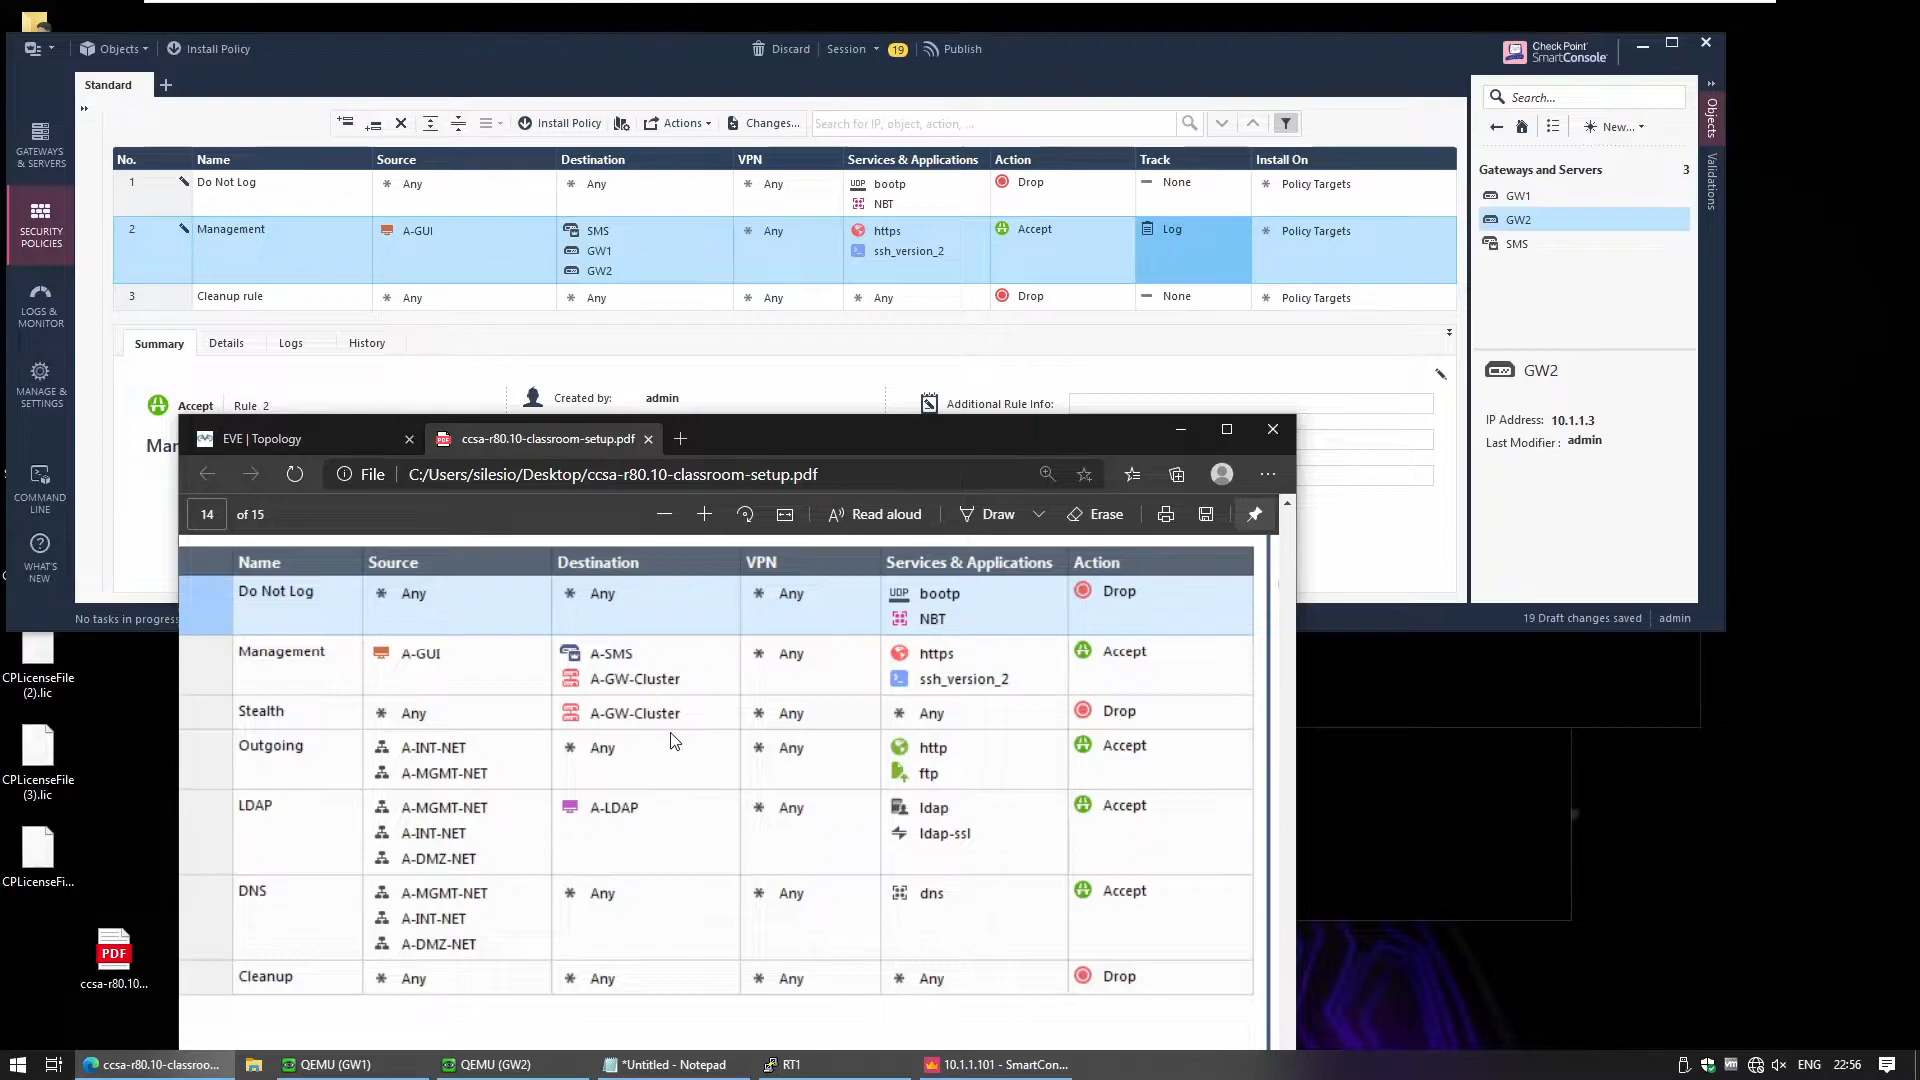 Objects
Install Policy
Discard
Session
19
Publish
Check Point
SmartConsole
Standard
GATEWAYS
& SERVERS
SECURITY
POLICIES
LOGS &
MONITOR
MANAGE &
SETTINGS
COMMAND
LINE
WHAT'S
NEW
Install Policy
Actions
Changes...
Search for IP, object, action, ...
No. Name Source Destination VPN Services & Applications Action Track Install On
1 Do Not Log Any Any Any UDP bootp Drop None Policy Targets
NBT
2 Management A-GUI SMS Any https Accept Log Policy Targets
GW1 ssh_version_2
GW2
3 Cleanup rule Any Any Any Any Drop None Policy Targets
Summary Details Logs History
Accept Rule 2
Created by: admin
Additional Rule Info:
Search...
New...
Gateways and Servers 3
GW1
GW2
SMS
GW2
IP Address: 10.1.1.3
Last Modifier: admin
Objects
Validations
No tasks in progress
19 Draft changes saved admin
EVE | Topology
ccsa-r80.10-classroom-setup.pdf
File C:/Users/silesio/Desktop/ccsa-r80.10-classroom-setup.pdf
14 of 15
Read aloud
Draw
Erase
Name Source Destination VPN Services & Applications Action
Do Not Log Any Any Any UDP bootp Drop
NBT
Management A-GUI A-SMS Any https Accept
A-GW-Cluster ssh_version_2
Stealth Any A-GW-Cluster Any Any Drop
Outgoing A-INT-NET Any Any http Accept
A-MGMT-NET ftp
LDAP A-MGMT-NET A-LDAP Any ldap Accept
A-INT-NET ldap-ssl
A-DMZ-NET
DNS A-MGMT-NET Any Any dns Accept
A-INT-NET
A-DMZ-NET
Cleanup Any Any Any Any Drop
CPLicenseFile
(2).lic
CPLicenseFile
(3).lic
CPLicenseFi...
PDF
ccsa-r80.10...
ccsa-r80.10-classroo...
QEMU (GW1)
QEMU (GW2)
*Untitled - Notepad
RT1
10.1.1.101 - SmartCon...
ENG
22:56